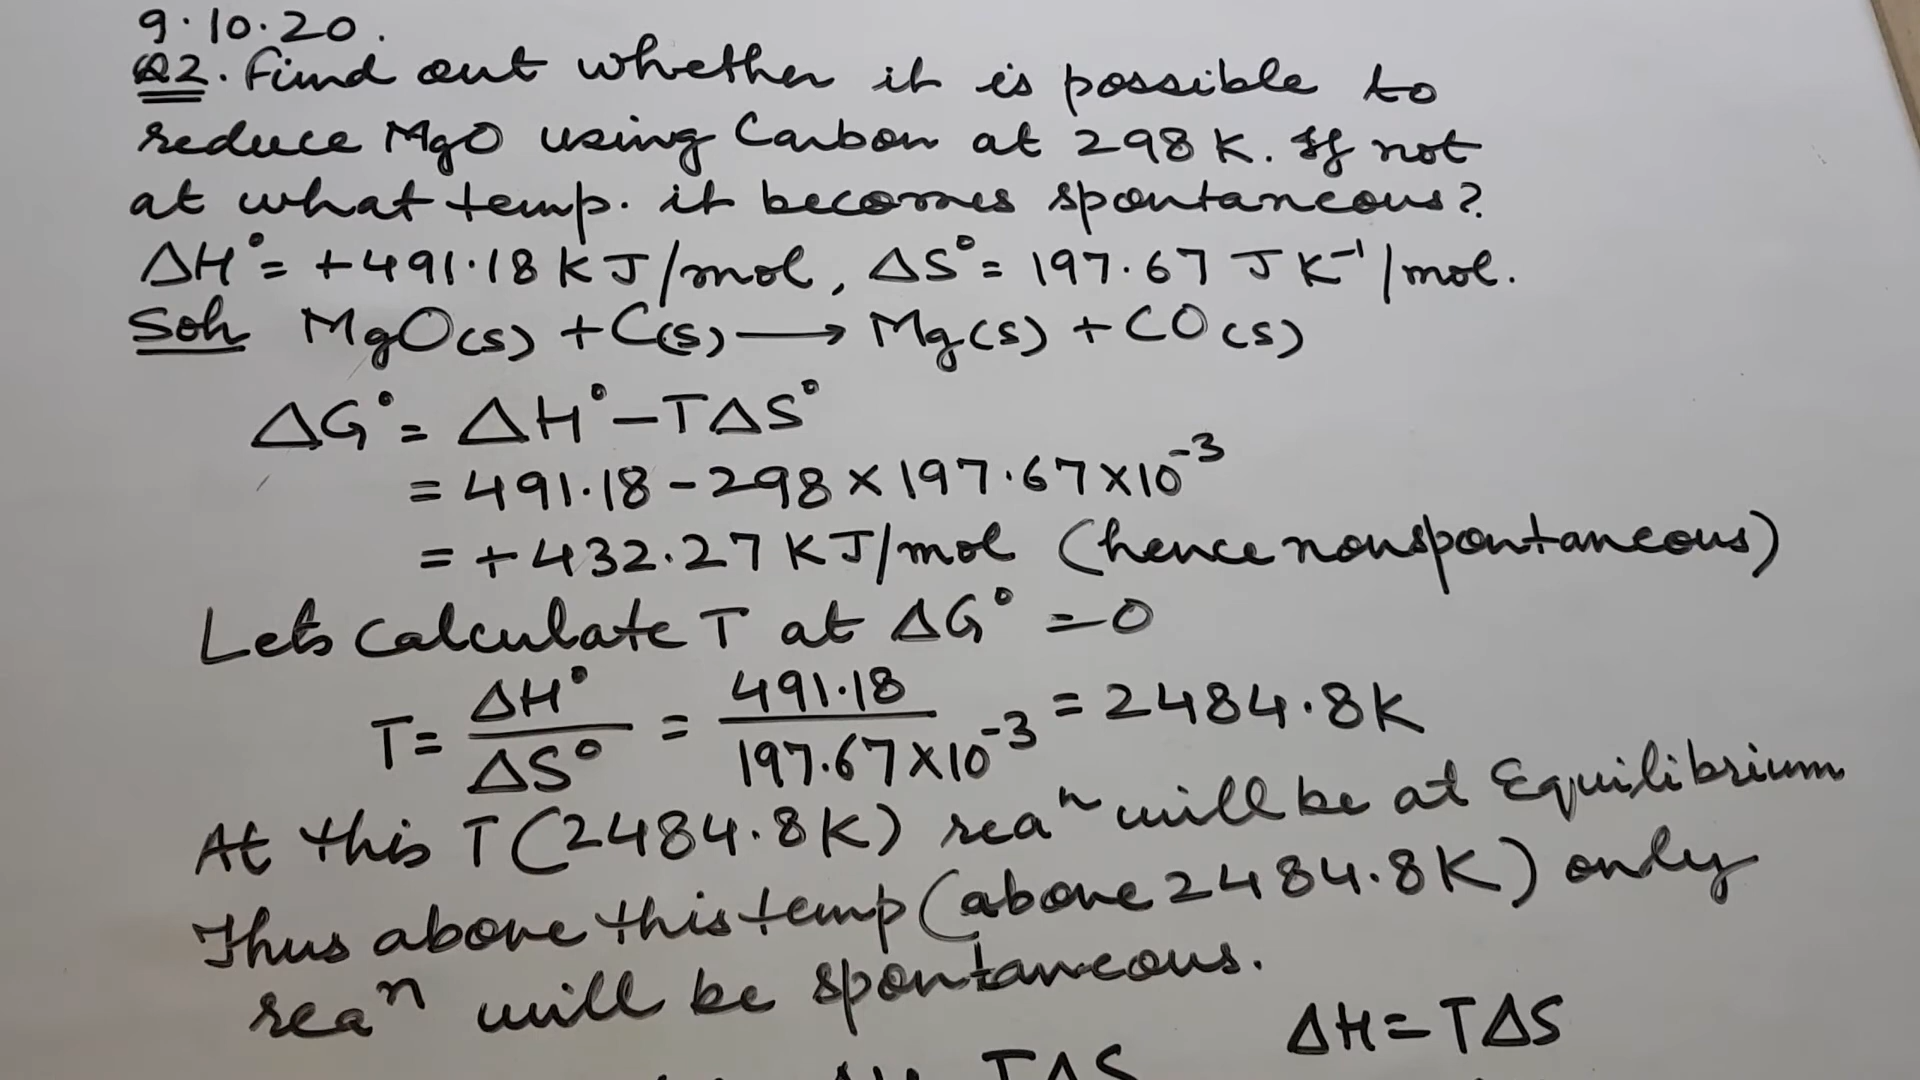 9.10.20.
Q2. Find out whether it is possible to
reduce MgO using Carbon at 298 K. If not
at what temp. it becomes spontaneous?
ΔH° = +491.18 KJ/mol, ΔS° = 197.67 J K⁻¹/mol.
Soln MgO(s) + C(s) ⟶ Mg(s) + CO(s)
ΔG° = ΔH° – TΔS°
= 491.18 – 298 × 197.67 × 10⁻³
= + 432.27 KJ/mol (hence nonspontaneous)
Lets calculate T at ΔG° = 0
T = ΔH°/ΔS° = 491.18/197.67×10⁻³ = 2484.8K
At this T (2484.8K) reaⁿ will be at Equilibrium
Thus above this temp (above 2484.8K) only
reaⁿ will be spontaneous.
ΔH = TΔS
TΔS